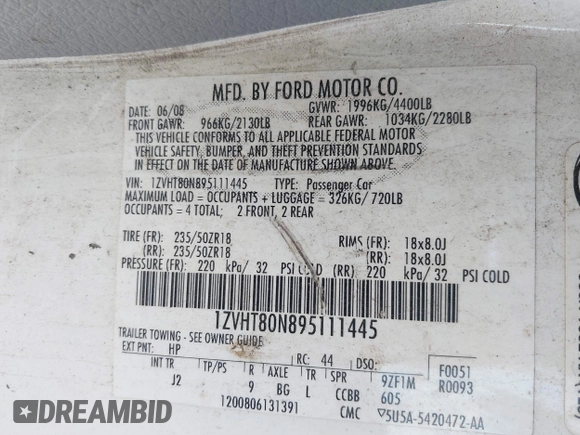 MFD. BY FORD MOTOR CO.
DATE: 06/08 GVWR: 1996KG/4400LB
FRONT GAWR: 966KG/2130LB REAR GAWR: 1034KG/2280LB
THIS VEHICLE CONFORMS TO ALL APPLICABLE FEDERAL MOTOR
VEHICLE SAFETY, BUMPER, AND THEFT PREVENTION STANDARDS
IN EFFECT ON THE DATE OF MANUFACTURE SHOWN ABOVE.
VIN: 1ZVHT80N895111445 TYPE: Passenger Car
MAXIMUM LOAD = OCCUPANTS + LUGGAGE = 326KG/720LB
OCCUPANTS = 4 TOTAL; 2 FRONT, 2 REAR
TIRE (FR): 235/50ZR18 RIMS (FR): 18x8.0J
(RR): 235/50ZR18 (RR): 18x8.0J
PRESSURE (FR): 220 kPa/ 32 PSI COLD (RR): 220 kPa/ 32 PSI COLD
1ZVHT80N895111445
TRAILER TOWING - SEE OWNER GUIDE
EXT PNT: HP RC: 44 DSO: F0051
INT TR TP/PS R AXLE TR SPR 9ZF1M R0093
J2 9 BG L CCBB 605
1200806131391 CMC 5U5A-5420472-AA
AUTOBIDCAR